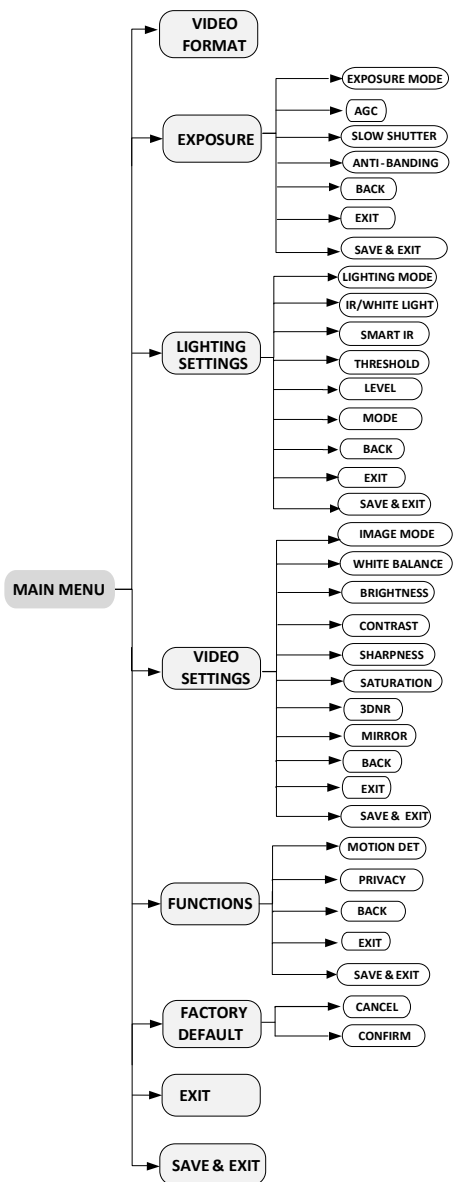 MAIN MENU
VIDEO
FORMAT
EXPOSURE
EXPOSURE MODE
AGC
SLOW SHUTTER
ANTI-BANDING
BACK
EXIT
SAVE & EXIT
LIGHTING
SETTINGS
LIGHTING MODE
IR/WHITE LIGHT
SMART IR
THRESHOLD
LEVEL
MODE
BACK
EXIT
SAVE & EXIT
VIDEO
SETTINGS
IMAGE MODE
WHITE BALANCE
BRIGHTNESS
CONTRAST
SHARPNESS
SATURATION
3DNR
MIRROR
BACK
EXIT
SAVE & EXIT
FUNCTIONS
MOTION DET
PRIVACY
BACK
EXIT
SAVE & EXIT
FACTORY
DEFAULT
CANCEL
CONFIRM
EXIT
SAVE & EXIT